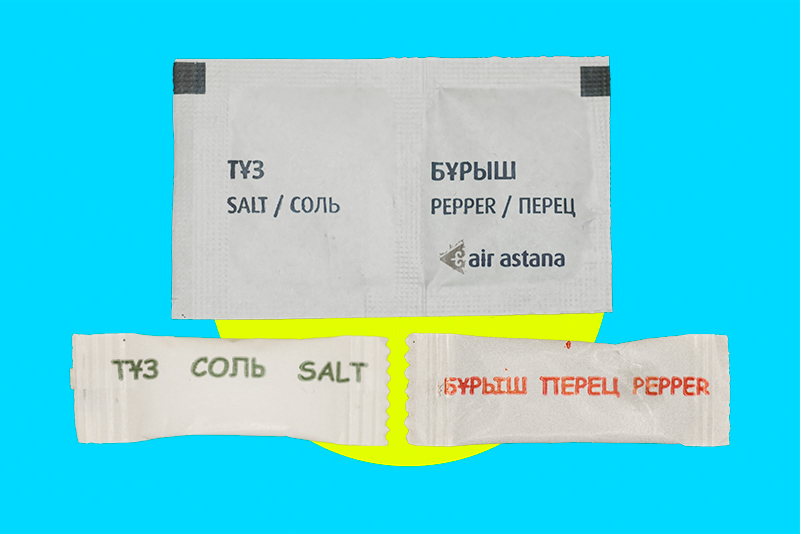 ТҰЗ
SALT / СОЛЬ
БҰРЫШ
PEPPER / ПЕРЕЦ
air astana
ТҰЗ СОЛЬ SALT
БҰРЫШ ПЕРЕЦ PEPPER